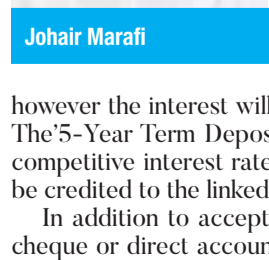 Johair Marafi
however the interest will
The'5-Year Term Depos
competitive interest rate
be credited to the linked
In addition to accept
cheque or direct accoun